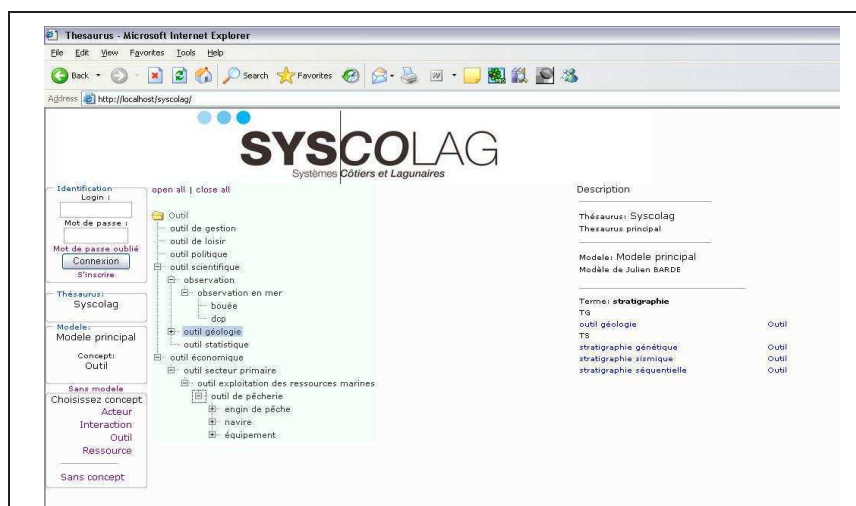 Thesaurus - Microsoft Internet Explorer
File Edit View Favorites Tools Help
Back Search Favorites
Address http://localhost/syscolag/
SYSCOLAG
Systèmes Côtiers et Lagunaires
Identification
Login :
Mot de passe :
Mot de passe oublié
Connexion
S'inscrire
Thésaurus:
Syscolag
Modele:
Modele principal
Concept:
Outil
Sans modele
Choisissez concept
Acteur
Interaction
Outil
Ressource
Sans concept
open all | close all
Outil
outil de gestion
outil de loisir
outil politique
outil scientifique
observation
observation en mer
bouée
dcp
outil géologie
outil statistique
outil économique
outil secteur primaire
outil exploitation des ressources marines
outil de pêcherie
engin de pêche
navire
équipement
Description
Thésaurus: Syscolag
Thesaurus principal
Modele: Modele principal
Modèle de Julien BARDE
Terme: stratigraphie
TG
outil géologie Outil
TS
stratigraphie génétique Outil
stratigraphie sismique Outil
stratigraphie séquentielle Outil